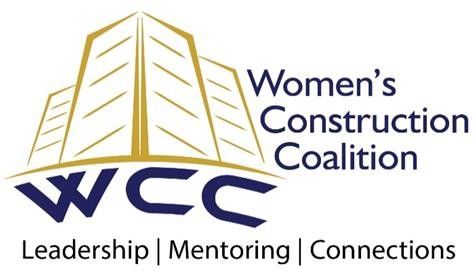 Women's
Construction
Coalition
WCC
Leadership | Mentoring | Connections